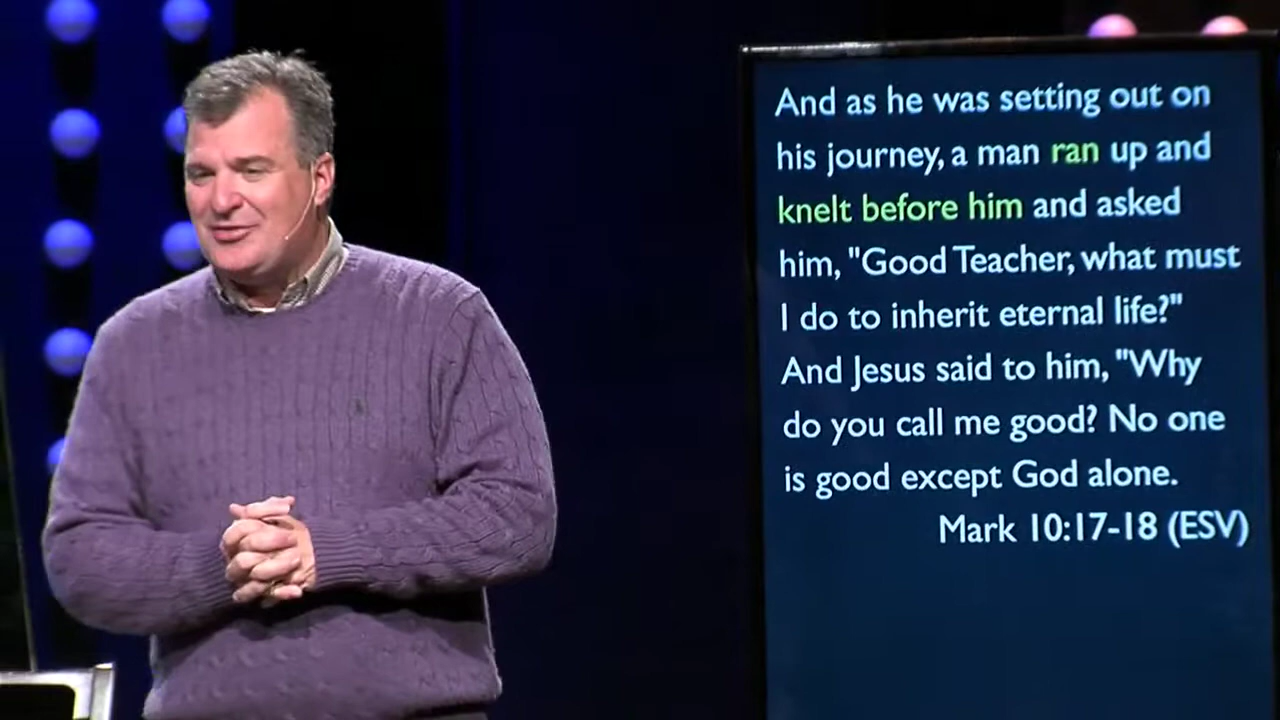 And as he was setting out on
his journey, a man ran up and
knelt before him and asked
him, "Good Teacher, what must
I do to inherit eternal life?"
And Jesus said to him, "Why
do you call me good? No one
is good except God alone.
Mark 10:17-18 (ESV)